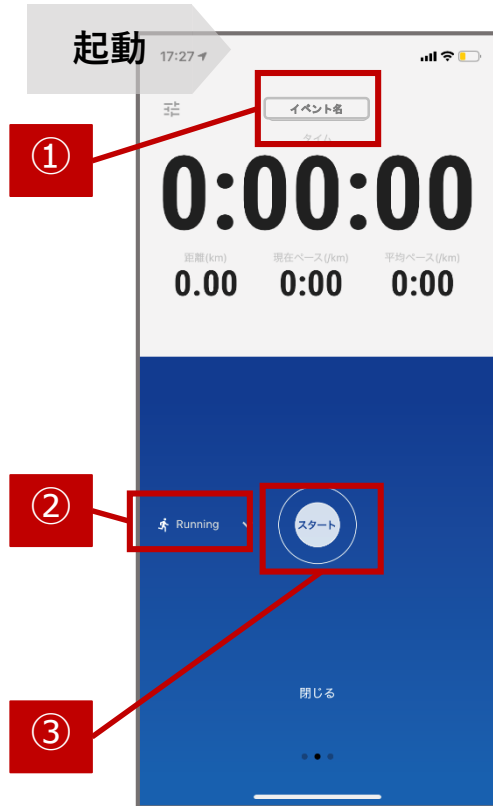 起動
17:27
イベント名
①
タイム
0:00:00
距離(km) 現在ペース(/km) 平均ペース(/km)
0.00 0:00 0:00
②
Running
スタート
閉じる
③